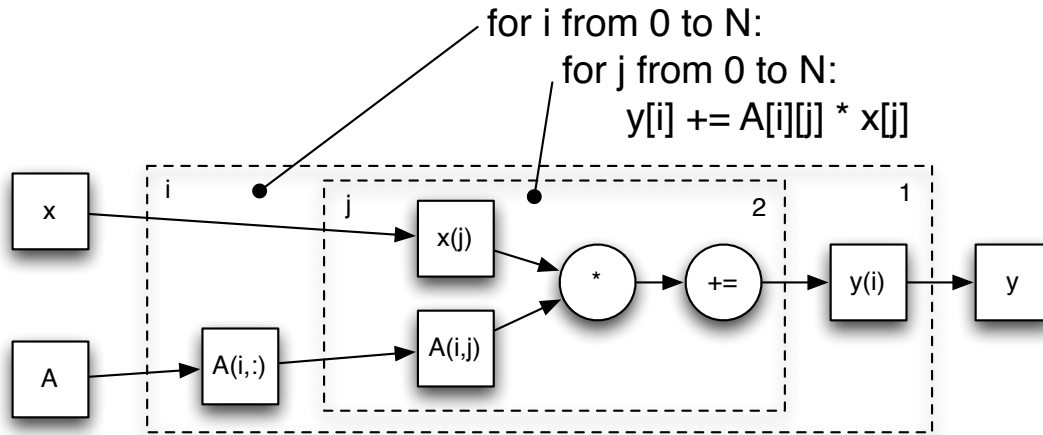 for i from 0 to N:
for j from 0 to N:
y[i] += A[i][j] * x[j]
i
j
2
1
x
x(j)
*
+=
y(i)
y
A
A(i,:)
A(i,j)